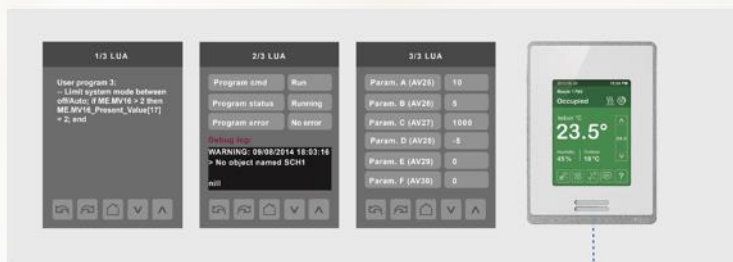 1/3 LUA
User program 3:
-- Limit system mode between
off/Auto; if ME.MV16 > 2 then
ME.MV16_Present_Value[17]
= 2; end
2/3 LUA
Program cmd Run
Program status Running
Program error No error
Debug log:
WARNING: 09/08/2014 18:03:16
> No object named SCH1
nill
3/3 LUA
Param. A (AV25) 10
Param. B (AV26) 5
Param. C (AV27) 1000
Param. D (AV28) -5
Param. E (AV29) 0
Param. F (AV30) 0
Occupied
23.5°
45% 18°C
?